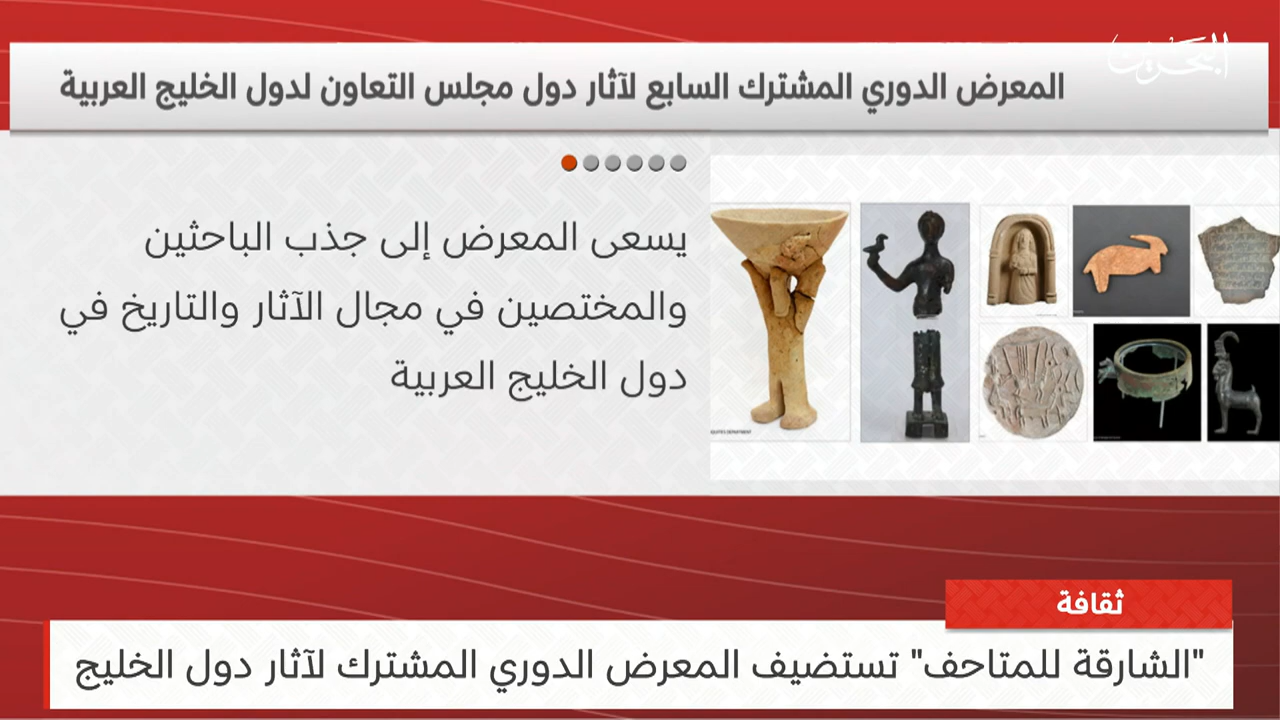 البحرين
المعرض الدوري المشترك السابع لآثار دول مجلس التعاون لدول الخليج العربية
يسعى المعرض إلى جذب الباحثين
والمختصين في مجال الآثار والتاريخ في
دول الخليج العربية
ثقافة
"الشارقة للمتاحف" تستضيف المعرض الدوري المشترك لآثار دول الخليج